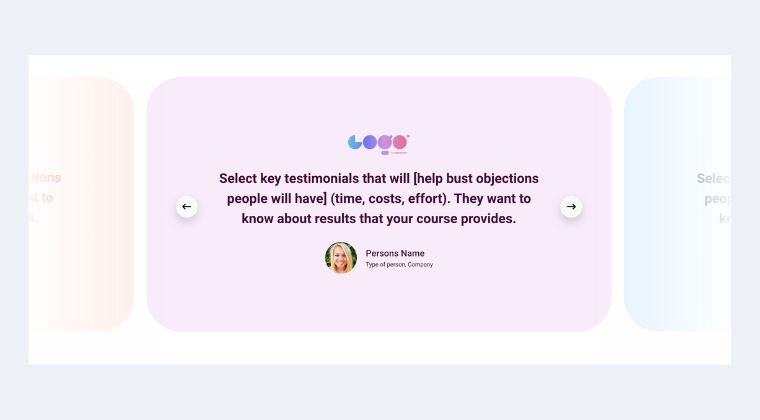 Logo
ctions
Select key testimonials that will [help bust objections
Selec
nt to
people will have] (time, costs, effort). They want to
peop
s.
know about results that your course provides.
kn
Persons Name
Type of person, Company